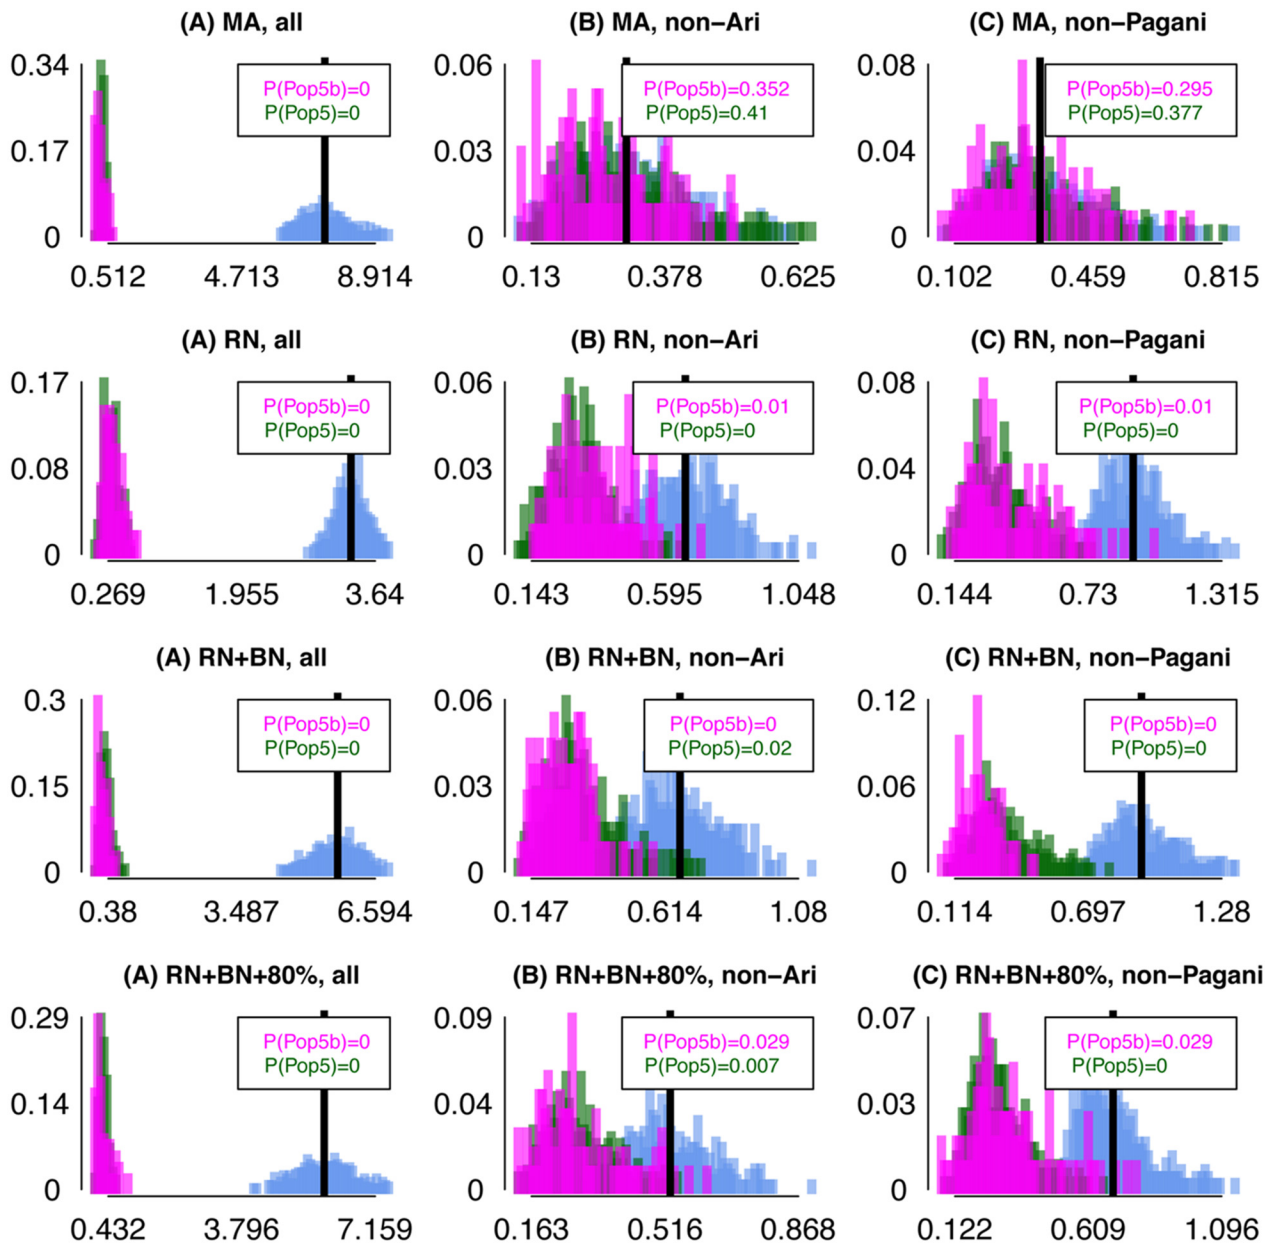 (A) MA, all
0.34
0.17
0
P(Pop5b)=0
P(Pop5)=0
0.512 4.713 8.914
(B) MA, non−Ari
0.06
0.03
0
P(Pop5b)=0.352
P(Pop5)=0.41
0.13 0.378 0.625
(C) MA, non−Pagani
0.08
0.04
0
P(Pop5b)=0.295
P(Pop5)=0.377
0.102 0.459 0.815
(A) RN, all
0.17
0.08
0
P(Pop5b)=0
P(Pop5)=0
0.269 1.955 3.64
(B) RN, non−Ari
0.06
0.03
0
P(Pop5b)=0.01
P(Pop5)=0
0.143 0.595 1.048
(C) RN, non−Pagani
0.08
0.04
0
P(Pop5b)=0.01
P(Pop5)=0
0.144 0.73 1.315
(A) RN+BN, all
0.3
0.15
0
P(Pop5b)=0
P(Pop5)=0
0.38 3.487 6.594
(B) RN+BN, non−Ari
0.06
0.03
0
P(Pop5b)=0
P(Pop5)=0.02
0.147 0.614 1.08
(C) RN+BN, non−Pagani
0.12
0.06
0
P(Pop5b)=0
P(Pop5)=0
0.114 0.697 1.28
(A) RN+BN+80%, all
0.29
0.14
0
P(Pop5b)=0
P(Pop5)=0
0.432 3.796 7.159
(B) RN+BN+80%, non−Ari
0.09
0.04
0
P(Pop5b)=0.029
P(Pop5)=0.007
0.163 0.516 0.868
(C) RN+BN+80%, non−Pagani
0.07
0.03
0
P(Pop5b)=0.029
P(Pop5)=0
0.122 0.609 1.096